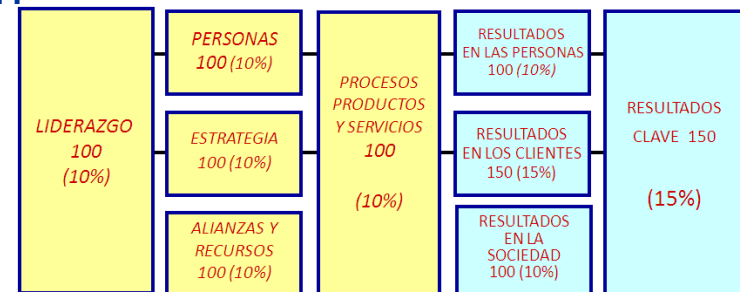 LIDERAZGO
100
(10%)
PERSONAS
100 (10%)
ESTRATEGIA
100 (10%)
ALIANZAS Y
RECURSOS
100 (10%)
PROCESOS
PRODUCTOS
Y SERVICIOS
100
(10%)
RESULTADOS
EN LAS PERSONAS
100 (10%)
RESULTADOS
EN LOS CLIENTES
150 (15%)
RESULTADOS
EN LA
SOCIEDAD
100 (10%)
RESULTADOS
CLAVE 150
(15%)